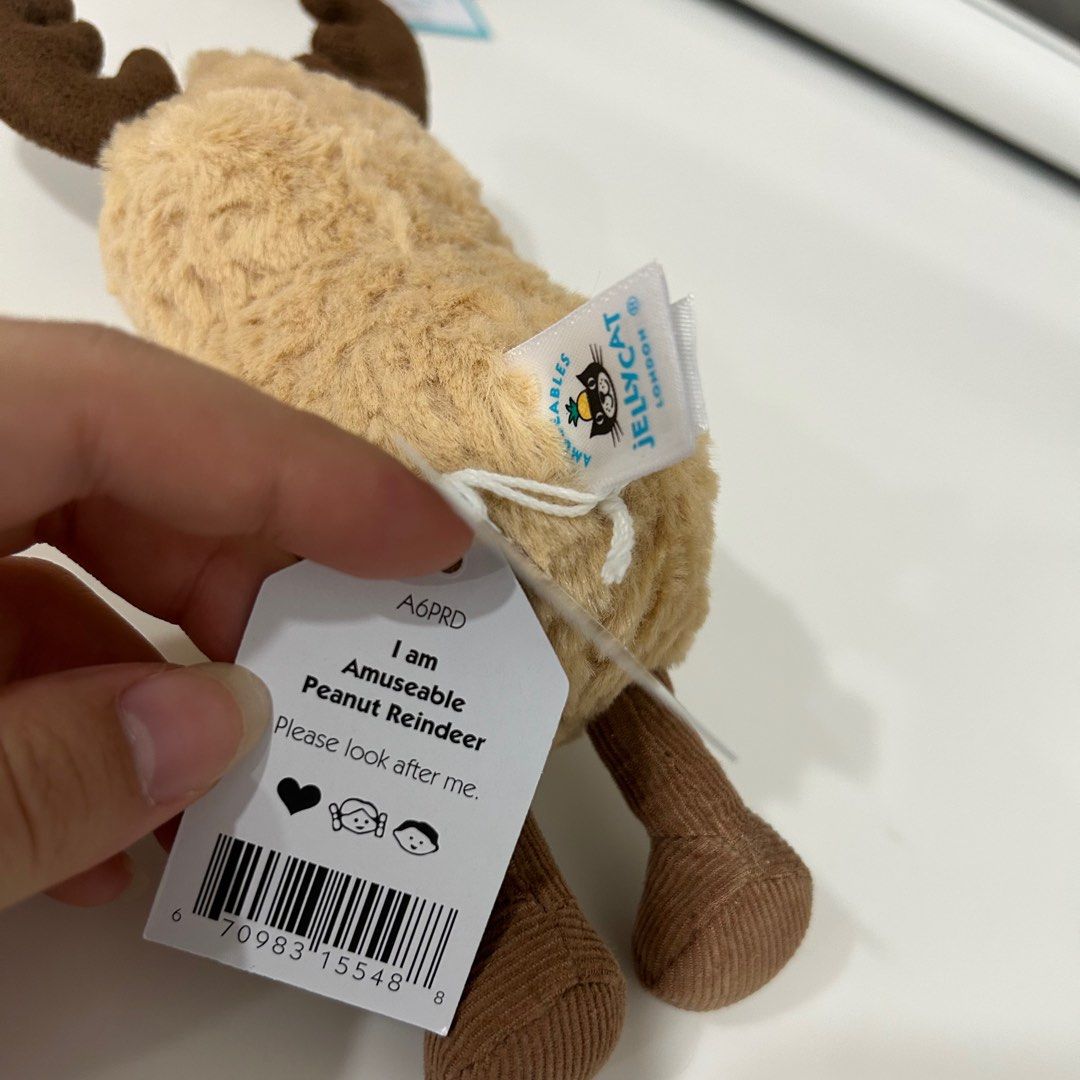 AMUSEABLES
JELLYCAT
LONDON ®
A6PRD
I am
Amuseable
Peanut Reindeer
Please look after me.
6 70983 15548 8